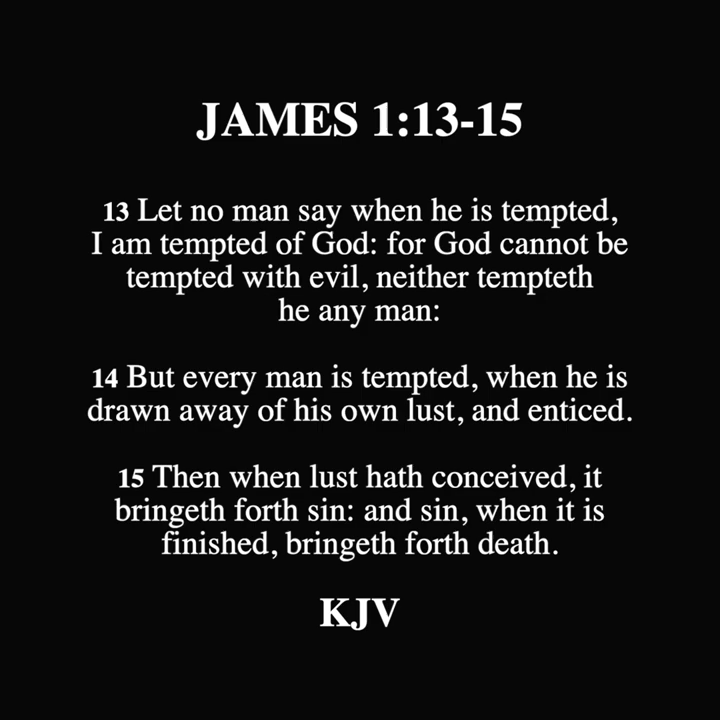 JAMES 1:13-15
13 Let no man say when he is tempted,
I am tempted of God: for God cannot be
tempted with evil, neither tempteth
he any man:
14 But every man is tempted, when he is
drawn away of his own lust, and enticed.
15 Then when lust hath conceived, it
bringeth forth sin: and sin, when it is
finished, bringeth forth death.
KJV